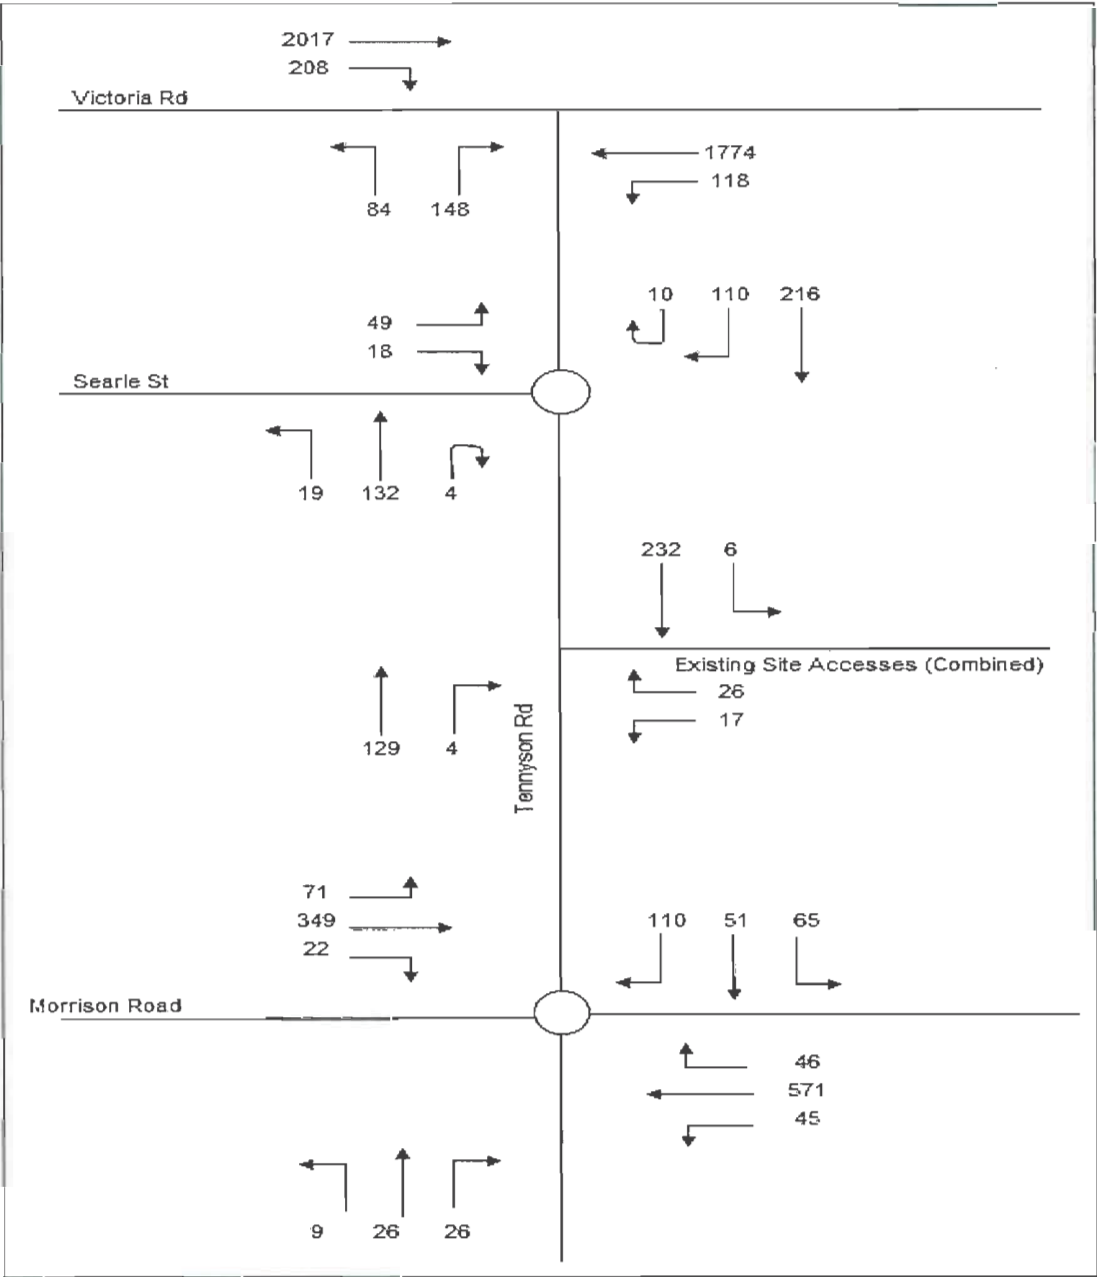 2017
208
Victoria Rd
1774
118
84 148
10 110 216
49
18
Searle St
19 132 4
232 6
Existing Site Accesses (Combined)
26
17
129 4
Tennyson Rd
71
349
22
110 51 65
Morrison Road
46
571
45
9 26 26